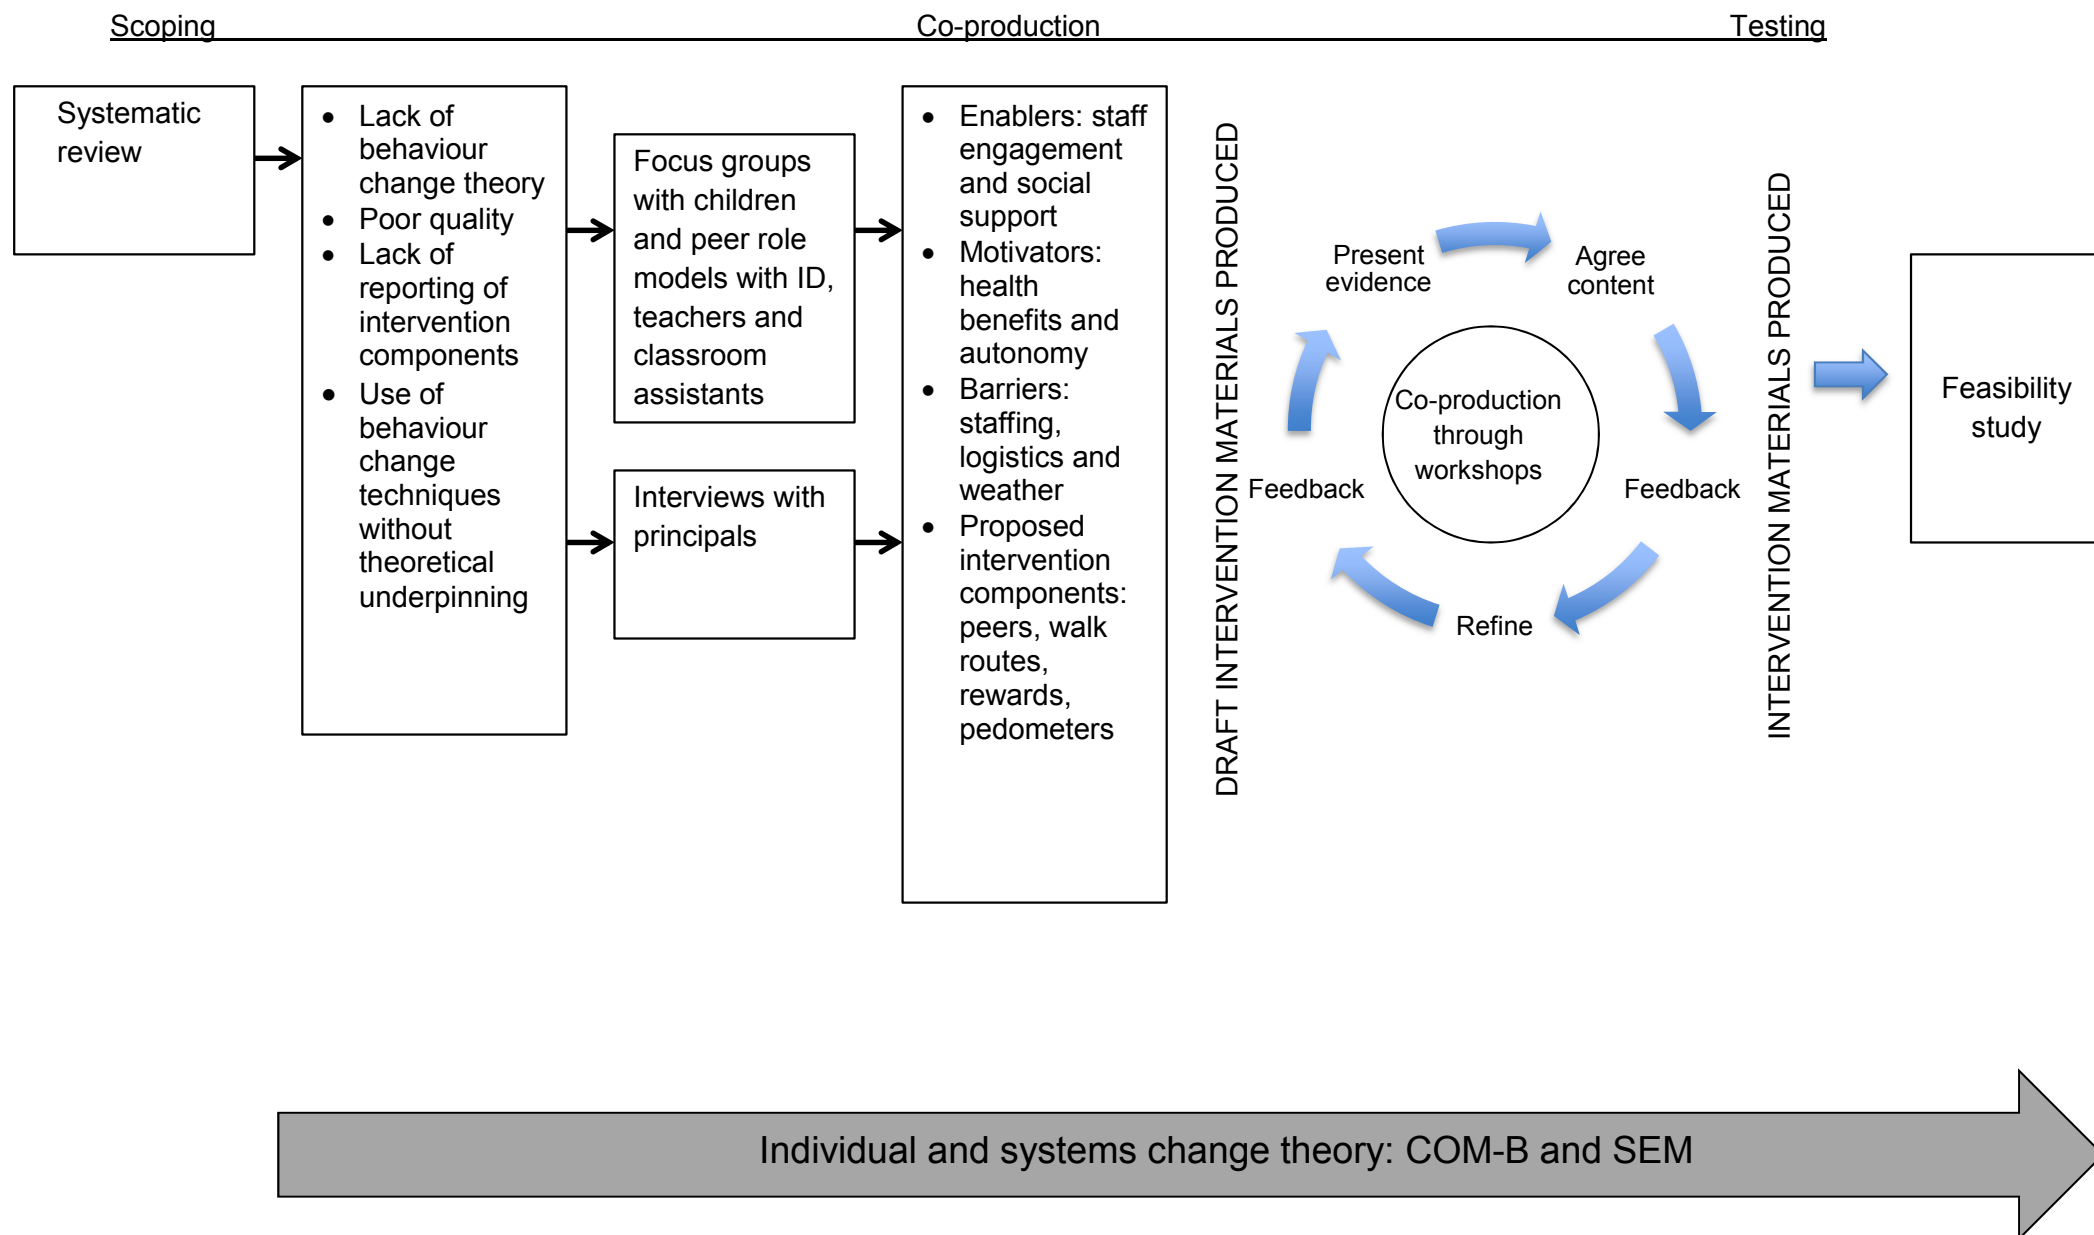 Scoping
Co-production
Testing
Systematic
review
• Lack of
behaviour
change theory
• Poor quality
• Lack of
reporting of
intervention
components
• Use of
behaviour
change
techniques
without
theoretical
underpinning
Focus groups
with children
and peer role
models with ID,
teachers and
classroom
assistants
Interviews with
principals
• Enablers: staff
engagement
and social
support
• Motivators:
health
benefits and
autonomy
• Barriers:
staffing,
logistics and
weather
• Proposed
intervention
components:
peers, walk
routes,
rewards,
pedometers
DRAFT INTERVENTION MATERIALS PRODUCED
Present
evidence
Agree
content
Feedback
Refine
Feedback
Co-production
through
workshops
INTERVENTION MATERIALS PRODUCED
Feasibility
study
Individual and systems change theory: COM-B and SEM